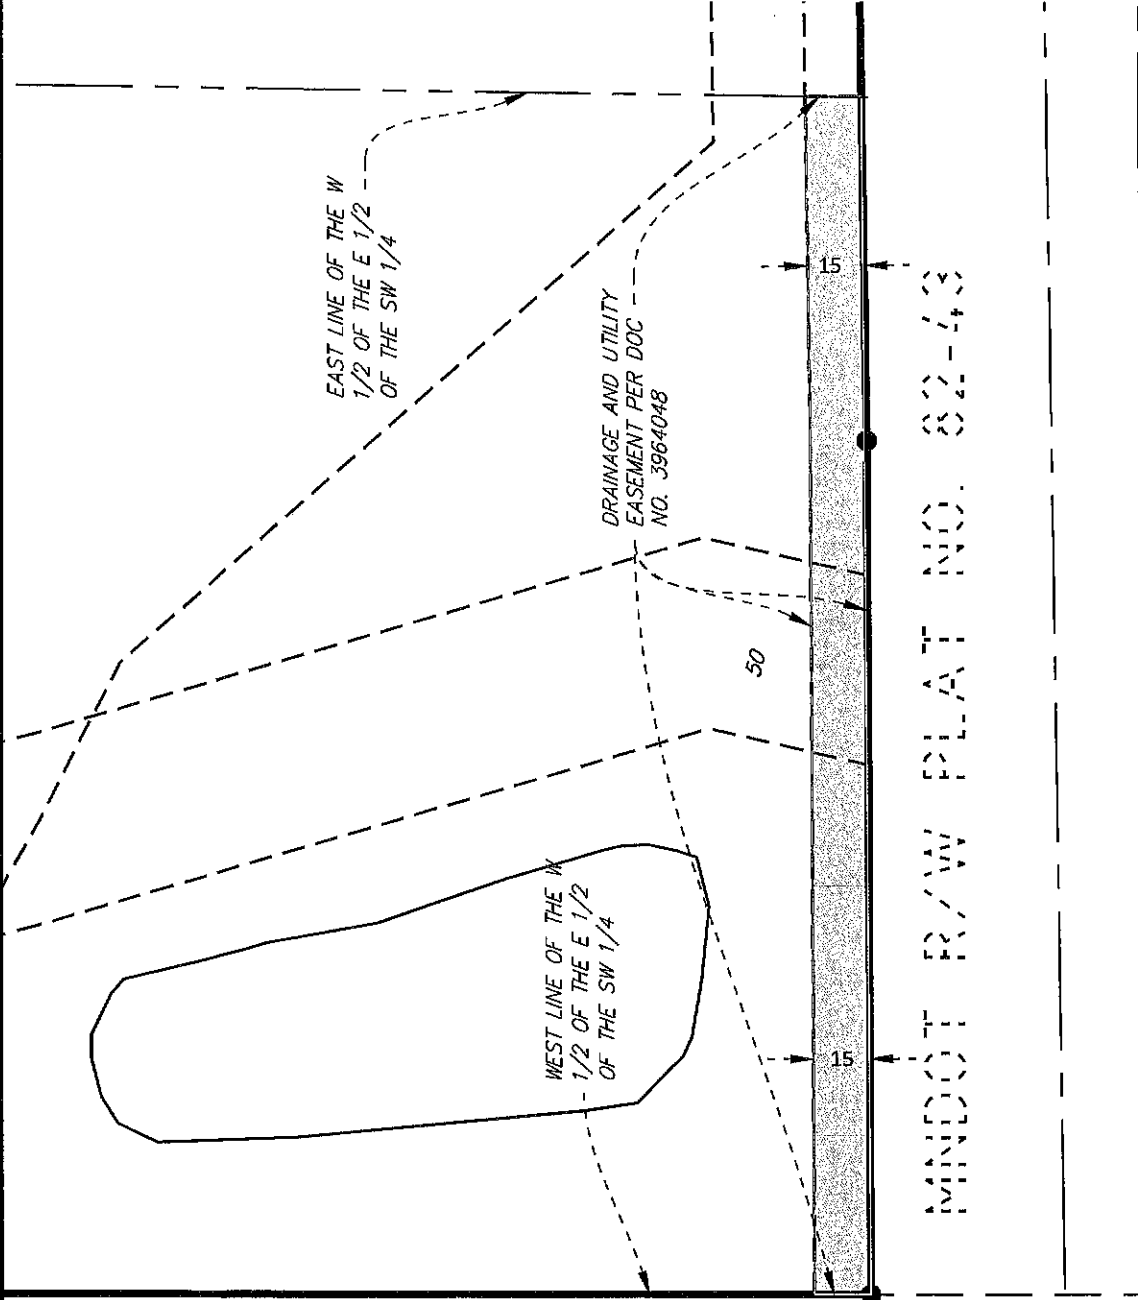 EAST LINE OF THE W
1/2 OF THE E 1/2
OF THE SW 1/4
DRAINAGE AND UTILITY
EASEMENT PER DOC
NO. 3964048
WEST LINE OF THE W
1/2 OF THE E 1/2
OF THE SW 1/4
50
15
15
MNDOT R/W PLAT NO. 82-43